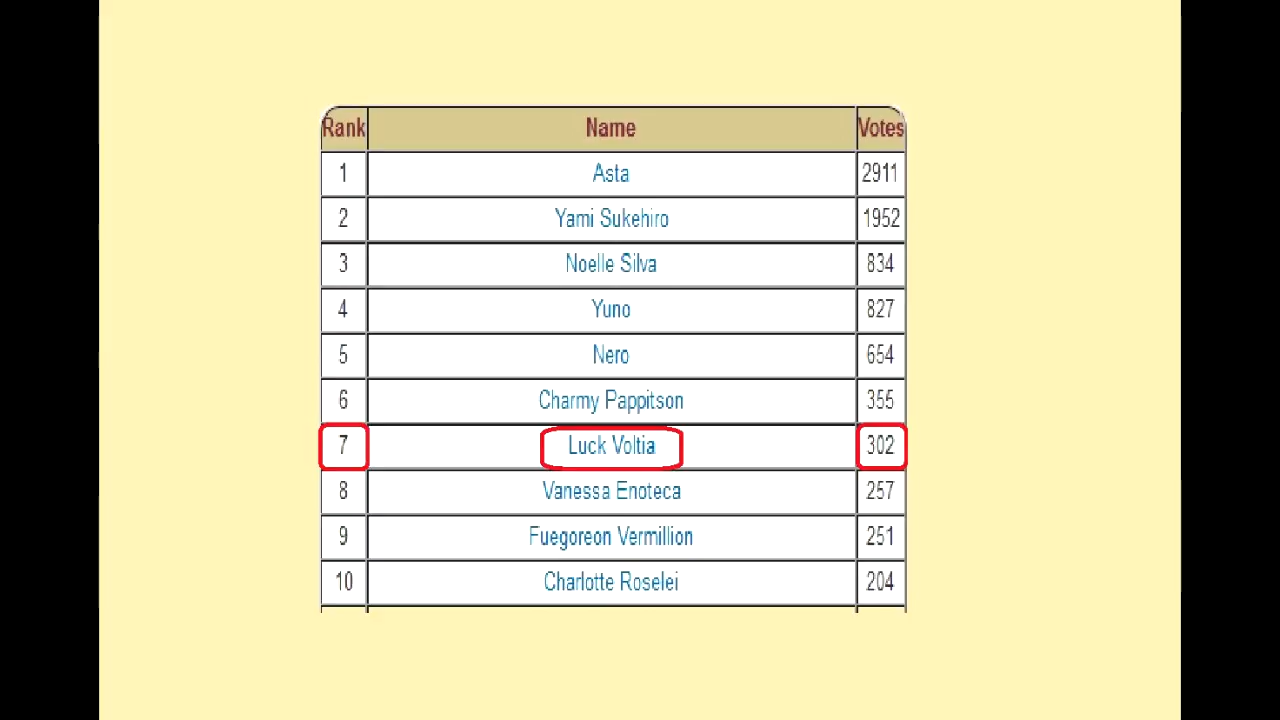 Rank Name Votes
1 Asta 2911
2 Yami Sukehiro 1952
3 Noelle Silva 834
4 Yuno 827
5 Nero 654
6 Charmy Pappitson 355
7 Luck Voltia 302
8 Vanessa Enoteca 257
9 Fuegoreon Vermillion 251
10 Charlotte Roselei 204